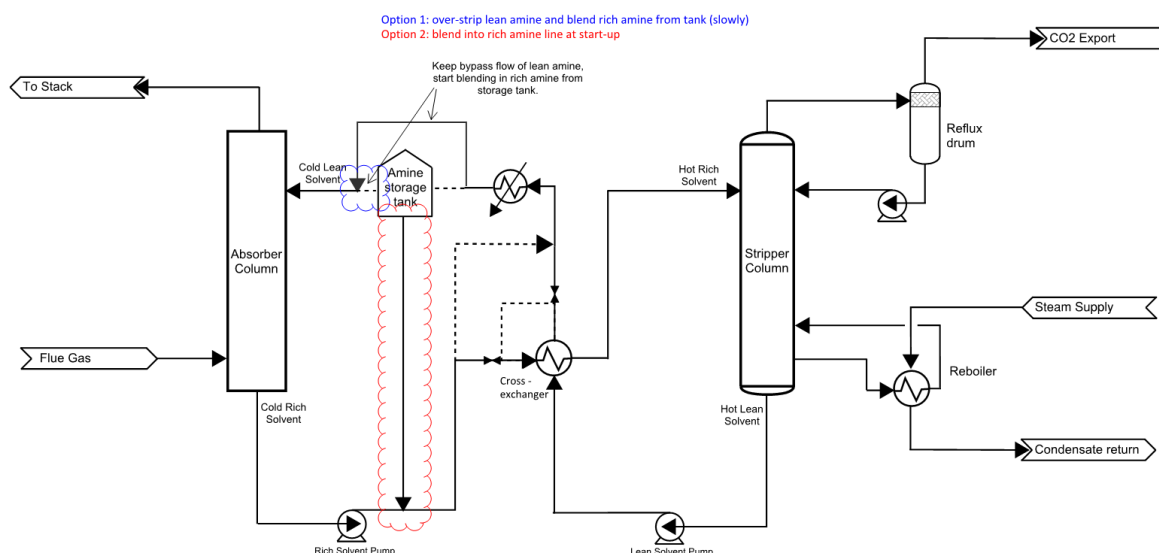 Option 1: over-strip lean amine and blend rich amine from tank (slowly)
Option 2: blend into rich amine line at start-up
CO2 Export
Keep bypass flow of lean amine,
start blending in rich amine from
storage tank.
To Stack
Reflux
drum
Cold Lean
Solvent
Amine
storage
tank
Hot Rich
Solvent
Absorber
Column
Stripper
Column
Steam Supply
Flue Gas
Cross -
exchanger
Reboiler
Cold Rich
Solvent
Hot Lean
Solvent
Condensate return
Rich Solvent Pump
Lean Solvent Pump